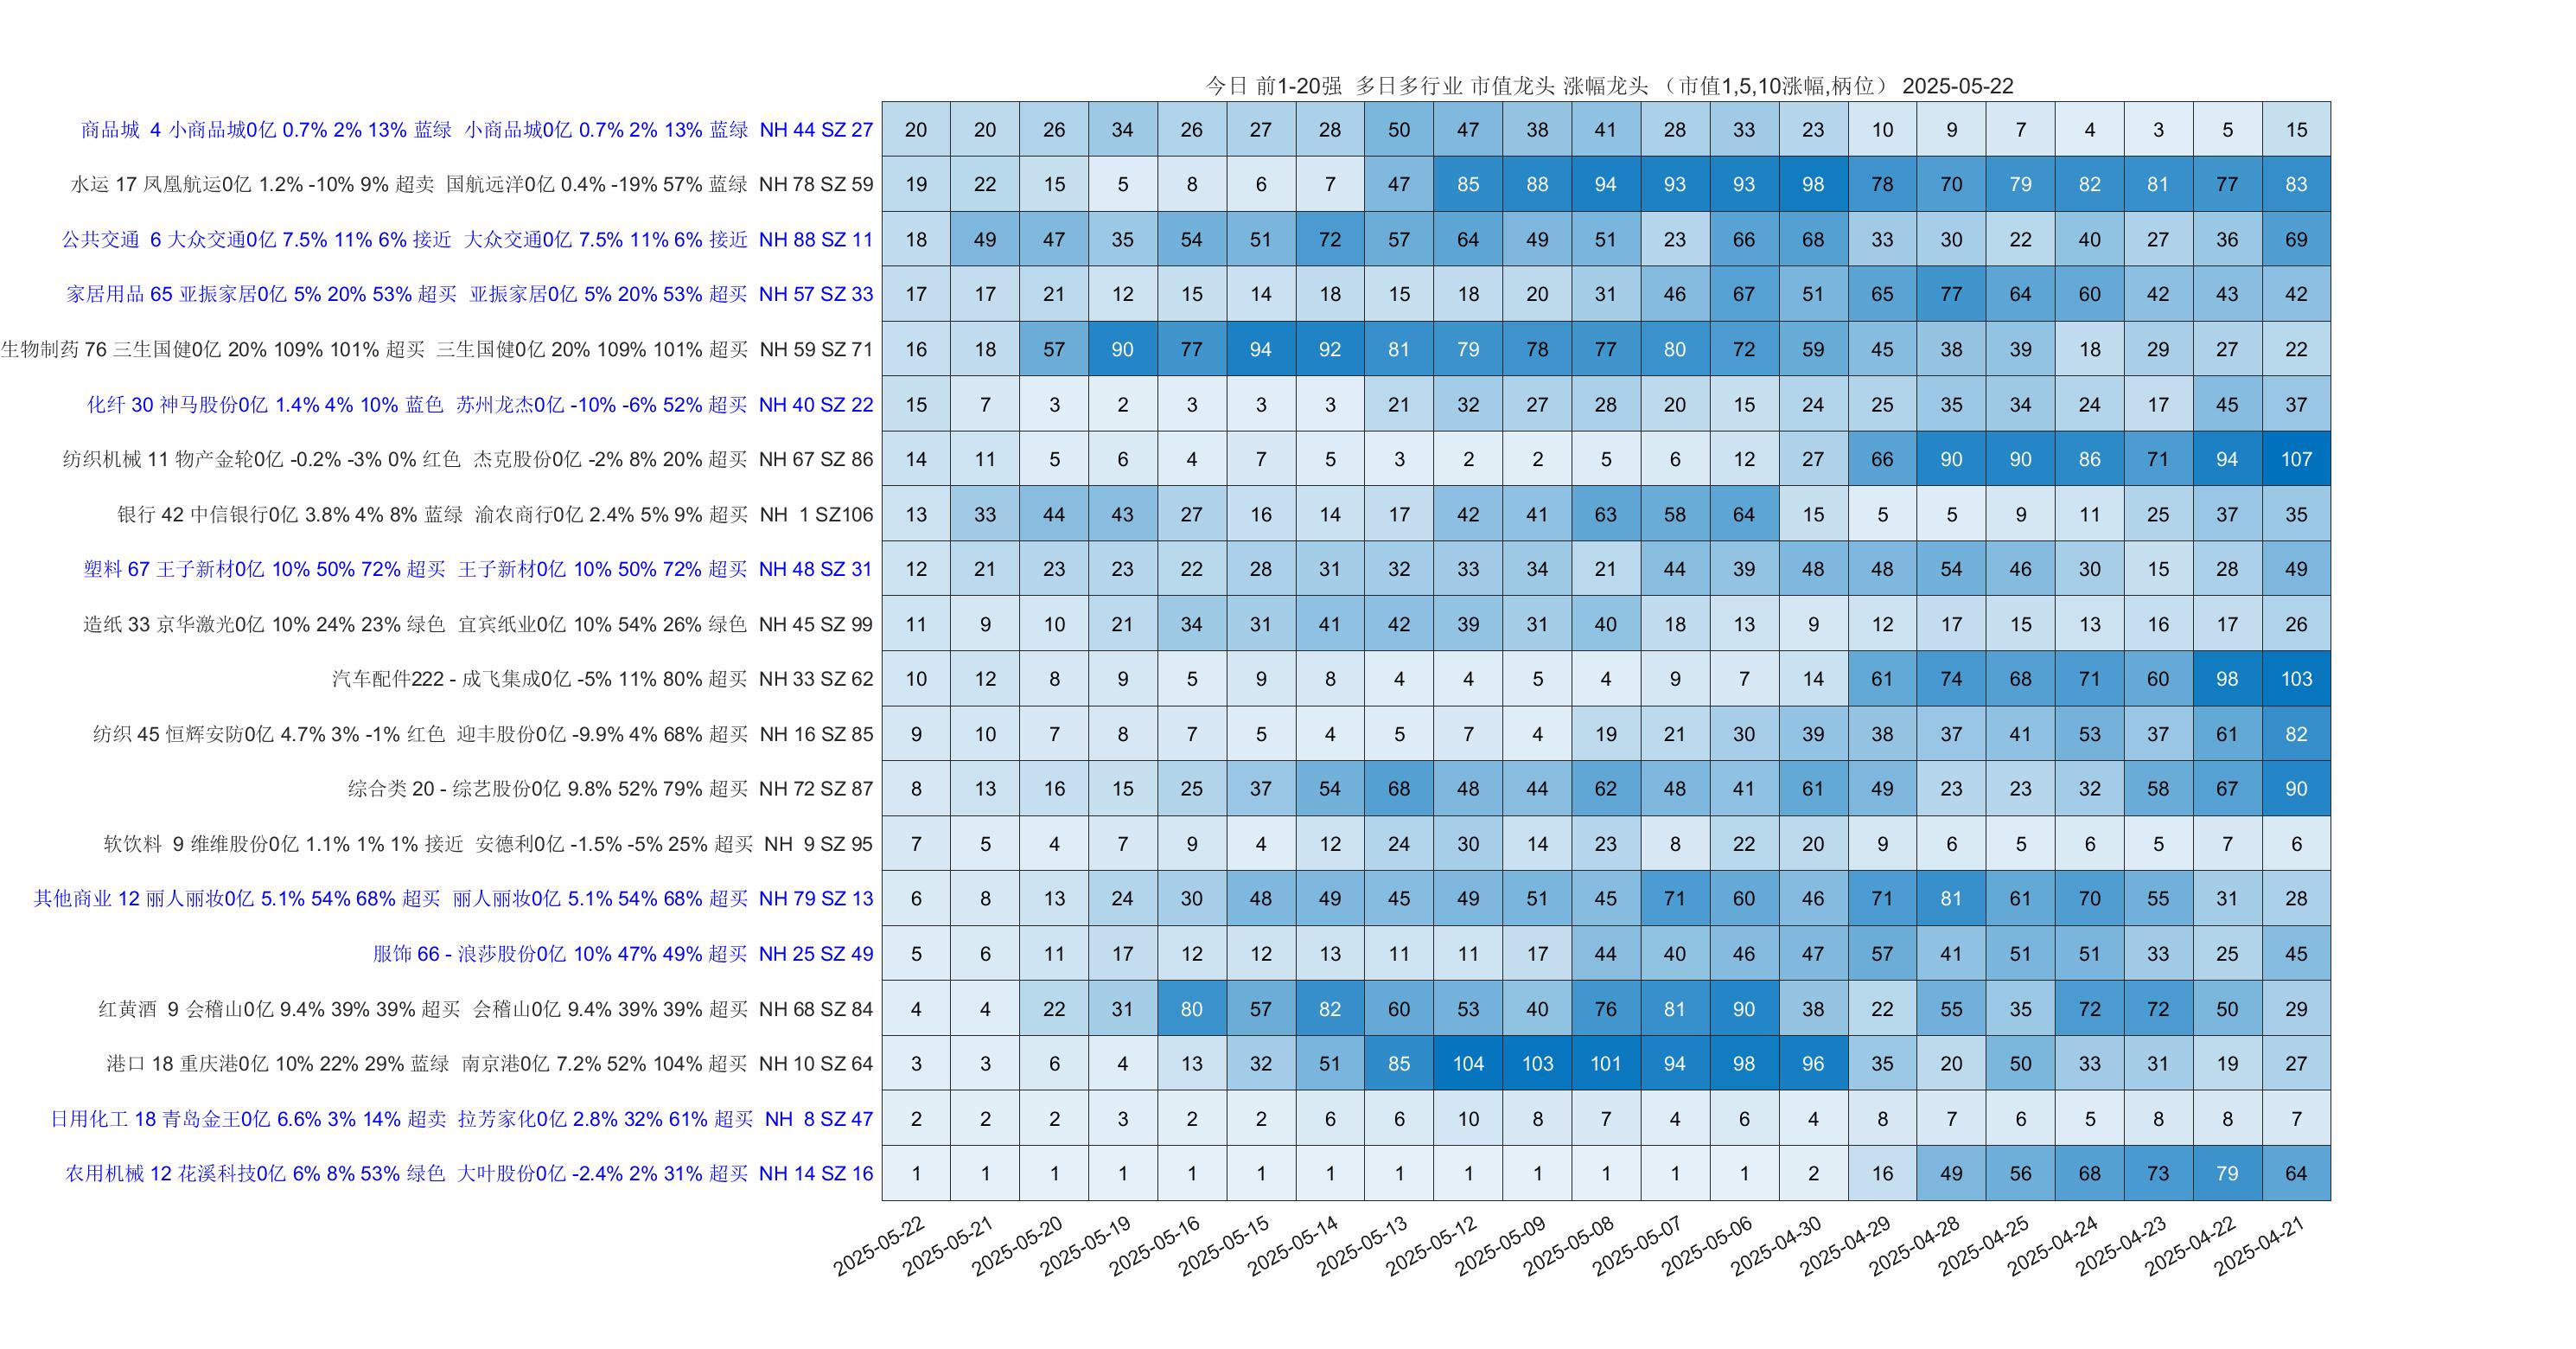 今日 前1-20强 多日多行业 市值龙头 涨幅龙头 （市值1,5,10涨幅,柄位） 2025-05-22
商品城 4 小商品城0亿 0.7% 2% 13% 蓝绿 小商品城0亿 0.7% 2% 13% 蓝绿 NH 44 SZ 27 20 20 26 34 26 27 28 50 47 38 41 28 33 23 10 9 7 4 3 5 15
水运 17 凤凰航运0亿 1.2% -10% 9% 超卖 国航远洋0亿 0.4% -19% 57% 蓝绿 NH 78 SZ 59 19 22 15 5 8 6 7 47 85 88 94 93 93 98 78 70 79 82 81 77 83
公共交通 6 大众交通0亿 7.5% 11% 6% 接近 大众交通0亿 7.5% 11% 6% 接近 NH 88 SZ 11 18 49 47 35 54 51 72 57 64 49 51 23 66 68 33 30 22 40 27 36 69
家居用品 65 亚振家居0亿 5% 20% 53% 超买 亚振家居0亿 5% 20% 53% 超买 NH 57 SZ 33 17 17 21 12 15 14 18 15 18 20 31 46 67 51 65 77 64 60 42 43 42
生物制药 76 三生国健0亿 20% 109% 101% 超买 三生国健0亿 20% 109% 101% 超买 NH 59 SZ 71 16 18 57 90 77 94 92 81 79 78 77 80 72 59 45 38 39 18 29 27 22
化纤 30 神马股份0亿 1.4% 4% 10% 蓝色 苏州龙杰0亿 -10% -6% 52% 超买 NH 40 SZ 22 15 7 3 2 3 3 3 21 32 27 28 20 15 24 25 35 34 24 17 45 37
纺织机械 11 物产金轮0亿 -0.2% -3% 0% 红色 杰克股份0亿 -2% 8% 20% 超买 NH 67 SZ 86 14 11 5 6 4 7 5 3 2 2 5 6 12 27 66 90 90 86 71 94 107
银行 42 中信银行0亿 3.8% 4% 8% 蓝绿 渝农商行0亿 2.4% 5% 9% 超买 NH 1 SZ106 13 33 44 43 27 16 14 17 42 41 63 58 64 15 5 5 9 11 25 37 35
塑料 67 王子新材0亿 10% 50% 72% 超买 王子新材0亿 10% 50% 72% 超买 NH 48 SZ 31 12 21 23 23 22 28 31 32 33 34 21 44 39 48 48 54 46 30 15 28 49
造纸 33 京华激光0亿 10% 24% 23% 绿色 宜宾纸业0亿 10% 54% 26% 绿色 NH 45 SZ 99 11 9 10 21 34 31 41 42 39 31 40 18 13 9 12 17 15 13 16 17 26
汽车配件222 - 成飞集成0亿 -5% 11% 80% 超买 NH 33 SZ 62 10 12 8 9 5 9 8 4 4 5 4 9 7 14 61 74 68 71 60 98 103
纺织 45 恒辉安防0亿 4.7% 3% -1% 红色 迎丰股份0亿 -9.9% 4% 68% 超买 NH 16 SZ 85 9 10 7 8 7 5 4 5 7 4 19 21 30 39 38 37 41 53 37 61 82
综合类 20 - 综艺股份0亿 9.8% 52% 79% 超买 NH 72 SZ 87 8 13 16 15 25 37 54 68 48 44 62 48 41 61 49 23 23 32 58 67 90
软饮料 9 维维股份0亿 1.1% 1% 1% 接近 安德利0亿 -1.5% -5% 25% 超买 NH 9 SZ 95 7 5 4 7 9 4 12 24 30 14 23 8 22 20 9 6 5 6 5 7 6
其他商业 12 丽人丽妆0亿 5.1% 54% 68% 超买 丽人丽妆0亿 5.1% 54% 68% 超买 NH 79 SZ 13 6 8 13 24 30 48 49 45 49 51 45 71 60 46 71 81 61 70 55 31 28
服饰 66 - 浪莎股份0亿 10% 47% 49% 超买 NH 25 SZ 49 5 6 11 17 12 12 13 11 11 17 44 40 46 47 57 41 51 51 33 25 45
红黄酒 9 会稽山0亿 9.4% 39% 39% 超买 会稽山0亿 9.4% 39% 39% 超买 NH 68 SZ 84 4 4 22 31 80 57 82 60 53 40 76 81 90 38 22 55 35 72 72 50 29
港口 18 重庆港0亿 10% 22% 29% 蓝绿 南京港0亿 7.2% 52% 104% 超买 NH 10 SZ 64 3 3 6 4 13 32 51 85 104 103 101 94 98 96 35 20 50 33 31 19 27
日用化工 18 青岛金王0亿 6.6% 3% 14% 超卖 拉芳家化0亿 2.8% 32% 61% 超买 NH 8 SZ 47 2 2 2 3 2 2 6 6 10 8 7 4 6 4 8 7 6 5 8 8 7
农用机械 12 花溪科技0亿 6% 8% 53% 绿色 大叶股份0亿 -2.4% 2% 31% 超买 NH 14 SZ 16 1 1 1 1 1 1 1 1 1 1 1 1 1 2 16 49 56 68 73 79 64
2025-05-22 2025-05-21 2025-05-20 2025-05-19 2025-05-16 2025-05-15 2025-05-14 2025-05-13 2025-05-12 2025-05-09 2025-05-08 2025-05-07 2025-05-06 2025-04-30 2025-04-29 2025-04-28 2025-04-25 2025-04-24 2025-04-23 2025-04-22 2025-04-21